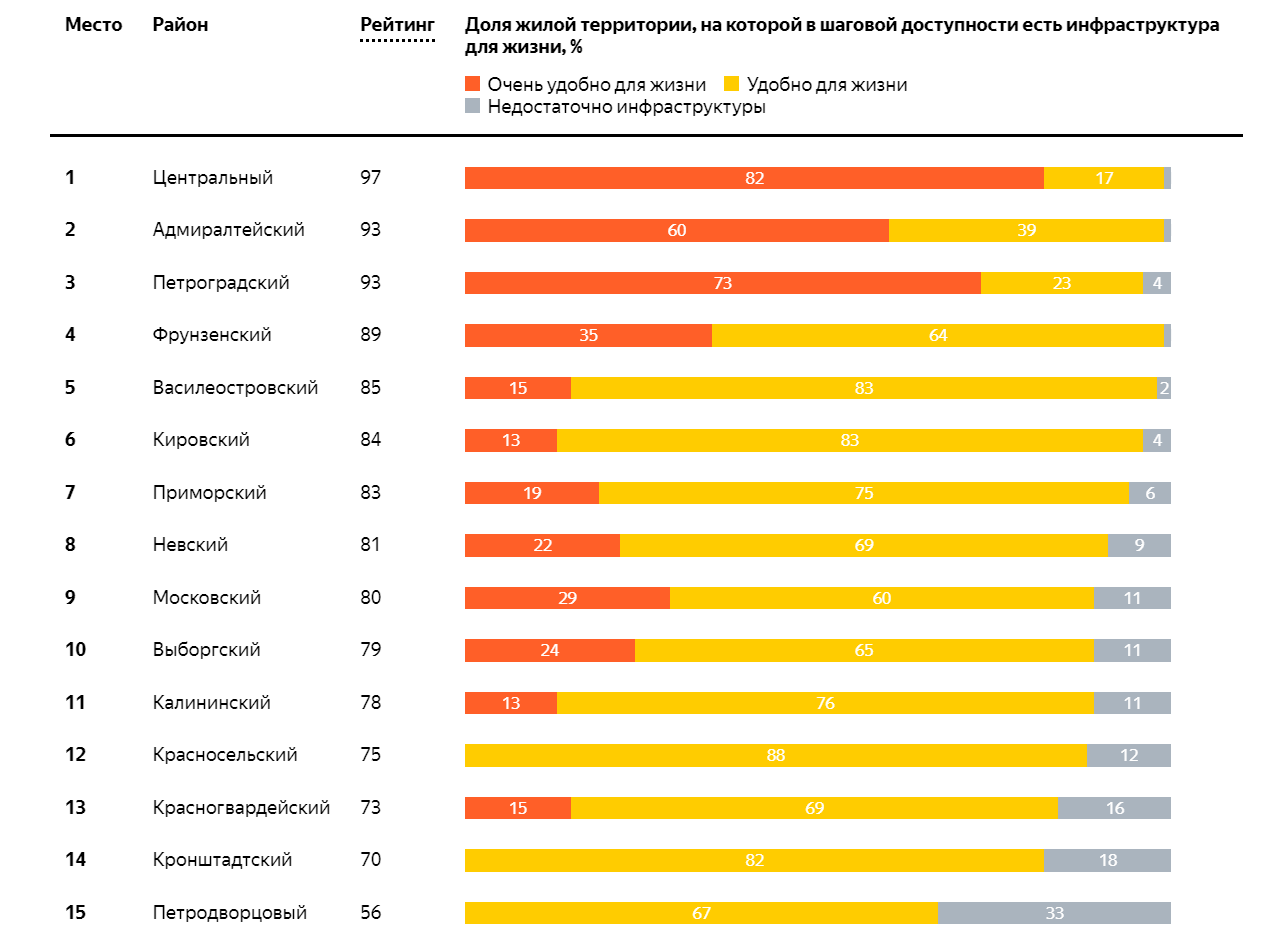 Место Район Рейтинг Доля жилой территории, на которой в шаговой доступности есть инфраструктура
для жизни, %
Очень удобно для жизни Удобно для жизни
Недостаточно инфраструктуры
1 Центральный 97 82 17
2 Адмиралтейский 93 60 39
3 Петроградский 93 73 23 4
4 Фрунзенский 89 35 64
5 Василеостровский 85 15 83 2
6 Кировский 84 13 83 4
7 Приморский 83 19 75 6
8 Невский 81 22 69 9
9 Московский 80 29 60 11
10 Выборгский 79 24 65 11
11 Калининский 78 13 76 11
12 Красносельский 75 88 12
13 Красногвардейский 73 15 69 16
14 Кронштадтский 70 82 18
15 Петродворцовый 56 67 33